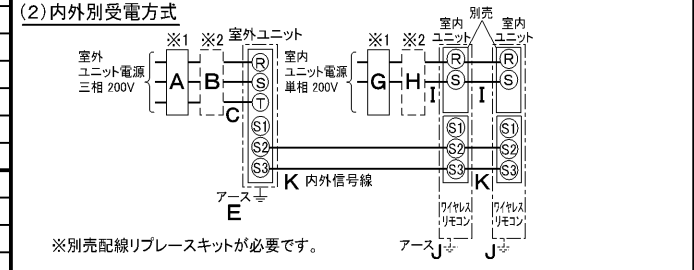 (2)内外別受電方式
室外
ユニット電源
三相 200V
※1
※2
A
B
C
室外ユニット
R
S
T
S1
S2
S3
アース
E
K 内外信号線
室内
ユニット電源
単相 200V
※1
※2
G
H
I
別売
室内
ユニット
R
S
S1
S2
S3
ワイヤレス
リモコン
アース J
I
K
室内
ユニット
R
S
S1
S2
S3
ワイヤレス
リモコン
J
※別売配線リプレースキットが必要です。